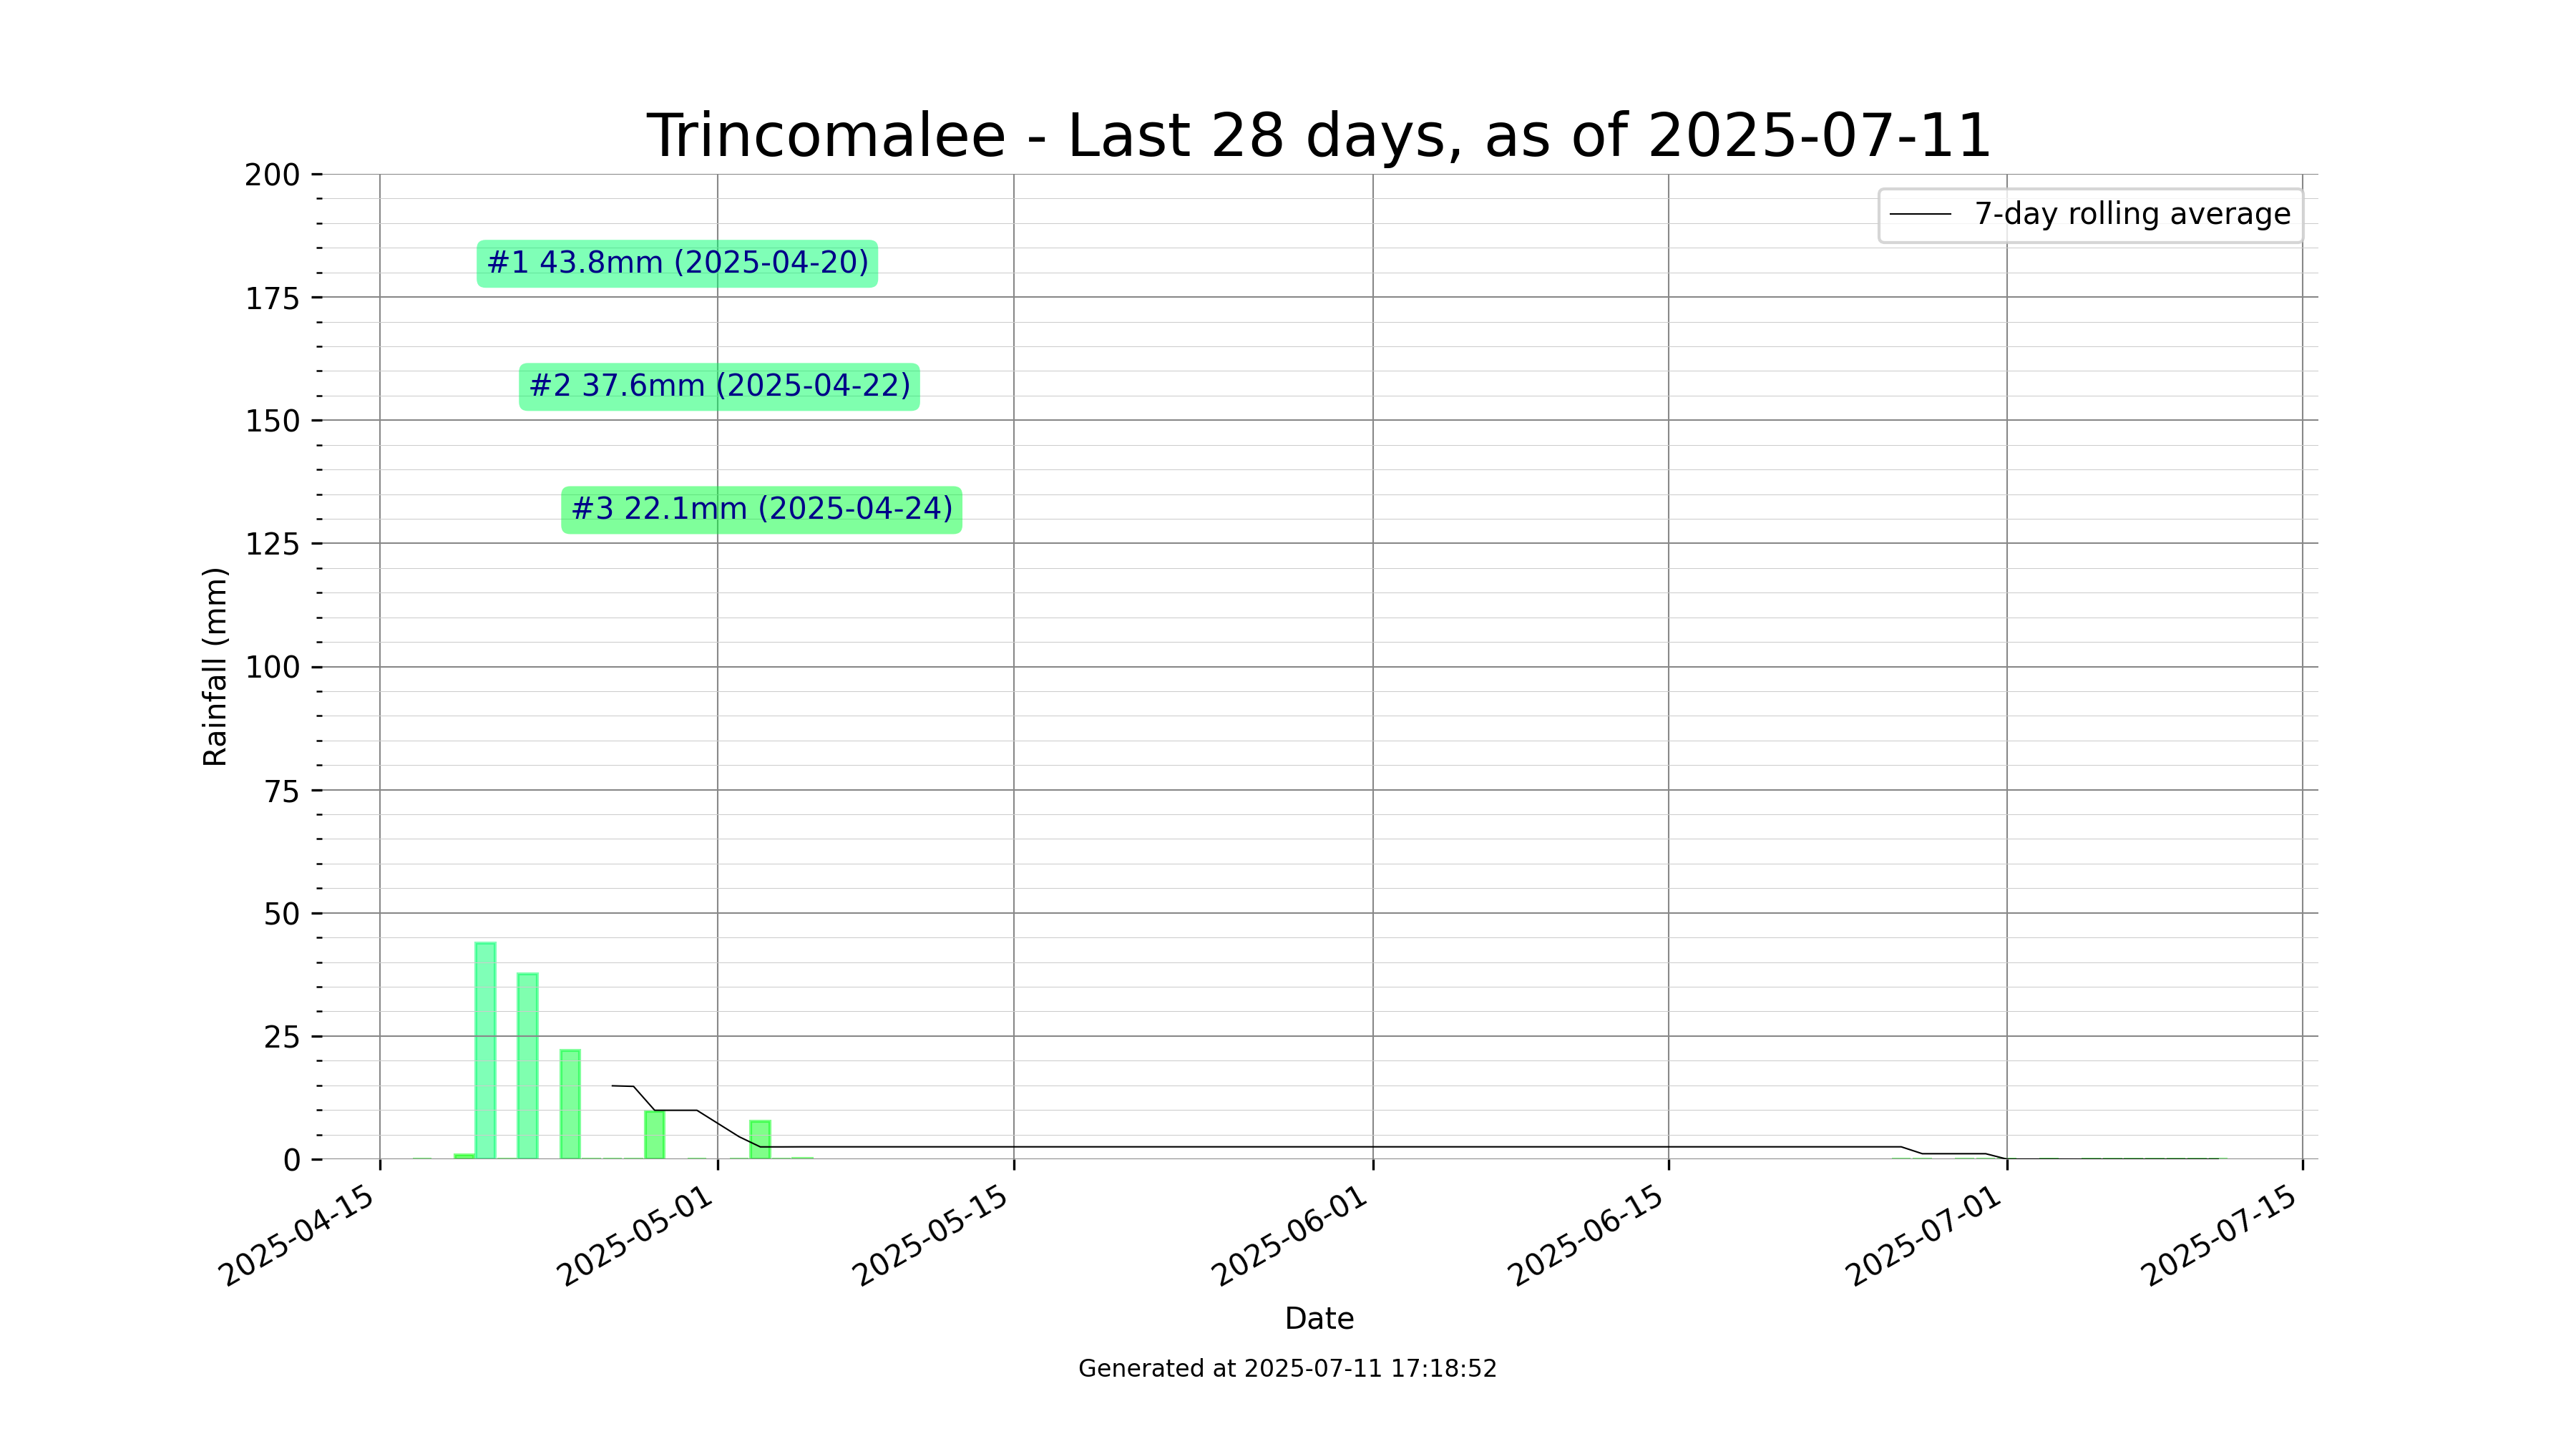 Trincomalee - Last 28 days, as of 2025-07-11
200
175
150
125
100
75
50
25
0
Rainfall (mm)
7-day rolling average
#1 43.8mm (2025-04-20)
#2 37.6mm (2025-04-22)
#3 22.1mm (2025-04-24)
2025-04-15
2025-05-01
2025-05-15
2025-06-01
2025-06-15
2025-07-01
2025-07-15
Date
Generated at 2025-07-11 17:18:52